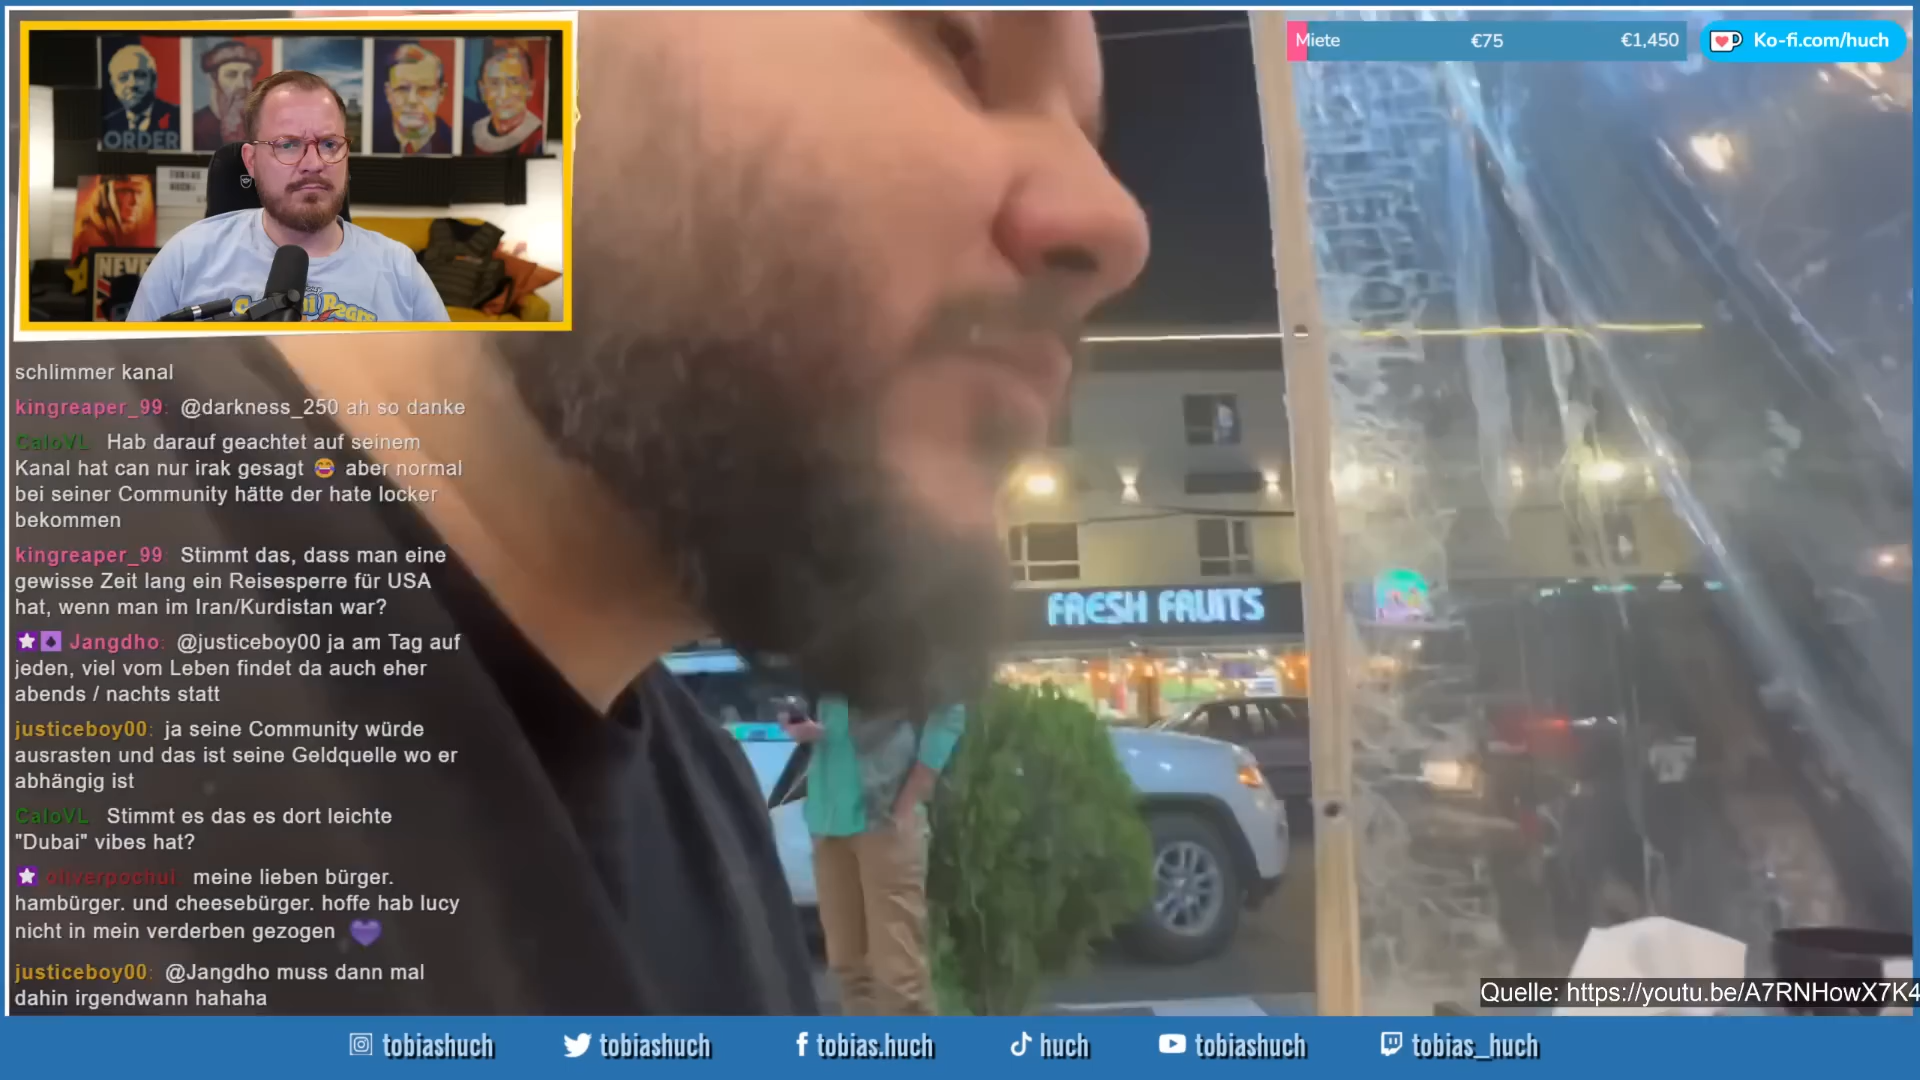 Miete
€75
€1,450
Ko-fi.com/huch
ORDER
NEVE
schlimmer kanal
kingreaper_99: @darkness_250 ah so danke
CaloVL: Hab darauf geachtet auf seinem
Kanal hat can nur irak gesagt 😂 aber normal
bei seiner Community hätte der hate locker
bekommen
kingreaper_99: Stimmt das, dass man eine
gewisse Zeit lang ein Reisesperre für USA
hat, wenn man im Iran/Kurdistan war?
Jangdho: @justiceboy00 ja am Tag auf
jeden, viel vom Leben findet da auch eher
abends / nachts statt
justiceboy00: ja seine Community würde
ausrasten und das ist seine Geldquelle wo er
abhängig ist
CaloVL: Stimmt es das es dort leichte
"Dubai" vibes hat?
oliverpochui: meine lieben bürger.
hambürger. und cheesebürger. hoffe hab lucy
nicht in mein verderben gezogen 💜
justiceboy00: @Jangdho muss dann mal
dahin irgendwann hahaha
FRESH FRUITS
Quelle: https://youtu.be/A7RNHowX7K4
tobiashuch
tobiashuch
tobias.huch
huch
tobiashuch
tobias_huch